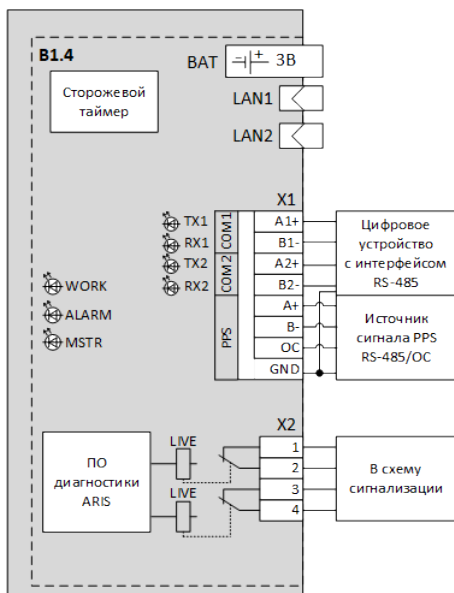 B1.4
BAT
3В
Сторожевой
таймер
LAN1
LAN2
X1
TX1
RX1
TX2
RX2
COM1
COM2
PPS
A1+
B1-
A2+
B2-
A+
B-
OC
GND
Цифровое
устройство
с интерфейсом
RS-485
Источник
сигнала PPS
RS-485/OC
WORK
ALARM
MSTR
X2
ПО
диагностики
ARIS
LIVE
LIVE
1
2
3
4
В схему
сигнализации